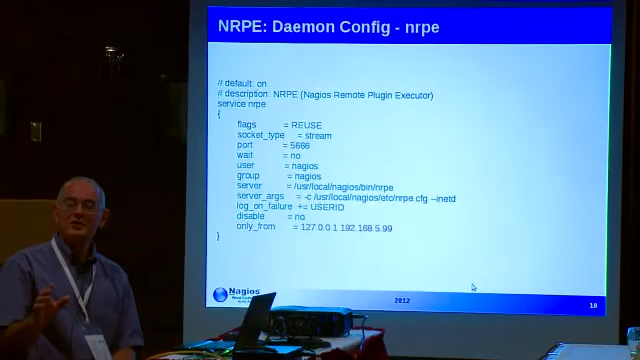 NRPE: Daemon Config - nrpe
// default: on
// description: NRPE (Nagios Remote Plugin Executor)
service nrpe
{
flags = REUSE
socket_type = stream
port = 5666
wait = no
user = nagios
group = nagios
server = /usr/local/nagios/bin/nrpe
server_args = -c /usr/local/nagios/etc/nrpe.cfg --inetd
log_on_failure += USERID
disable = no
only_from = 127.0.0.1 192.168.5.99
}
Nagios
World Conference
2012
10